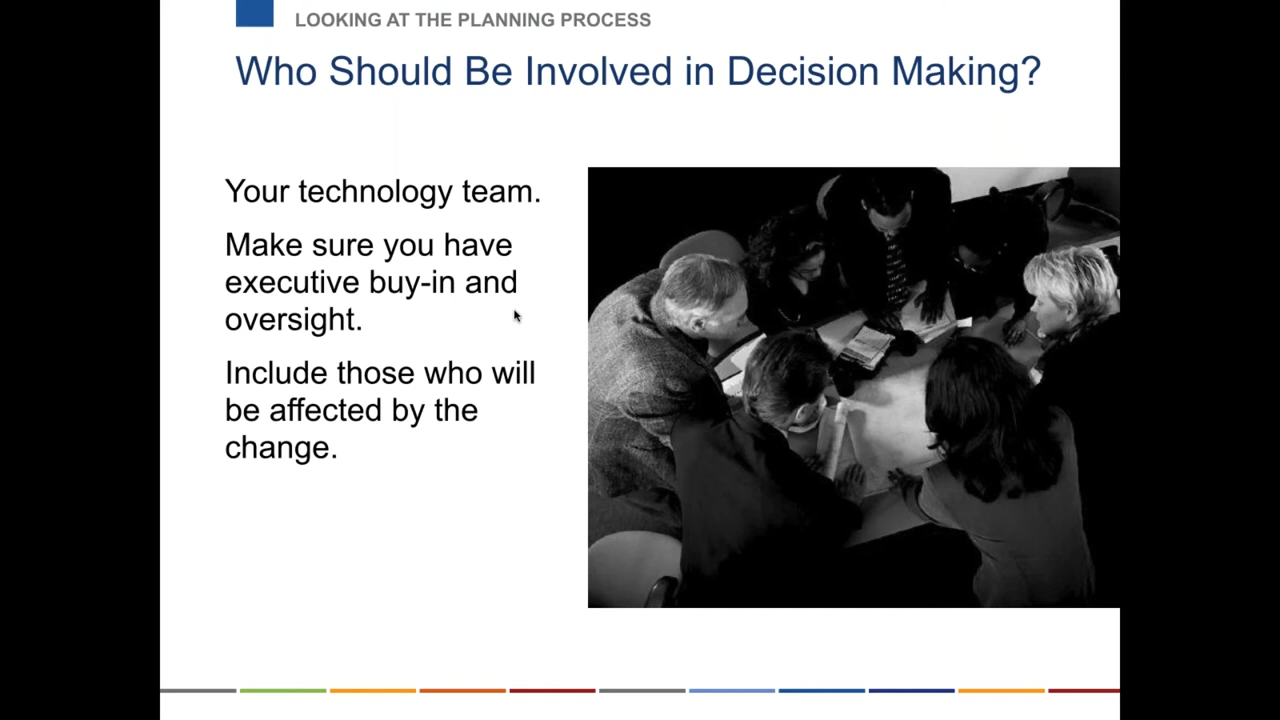 LOOKING AT THE PLANNING PROCESS
Who Should Be Involved in Decision Making?
Your technology team.
Make sure you have
executive buy-in and
oversight.
Include those who will
be affected by the
change.